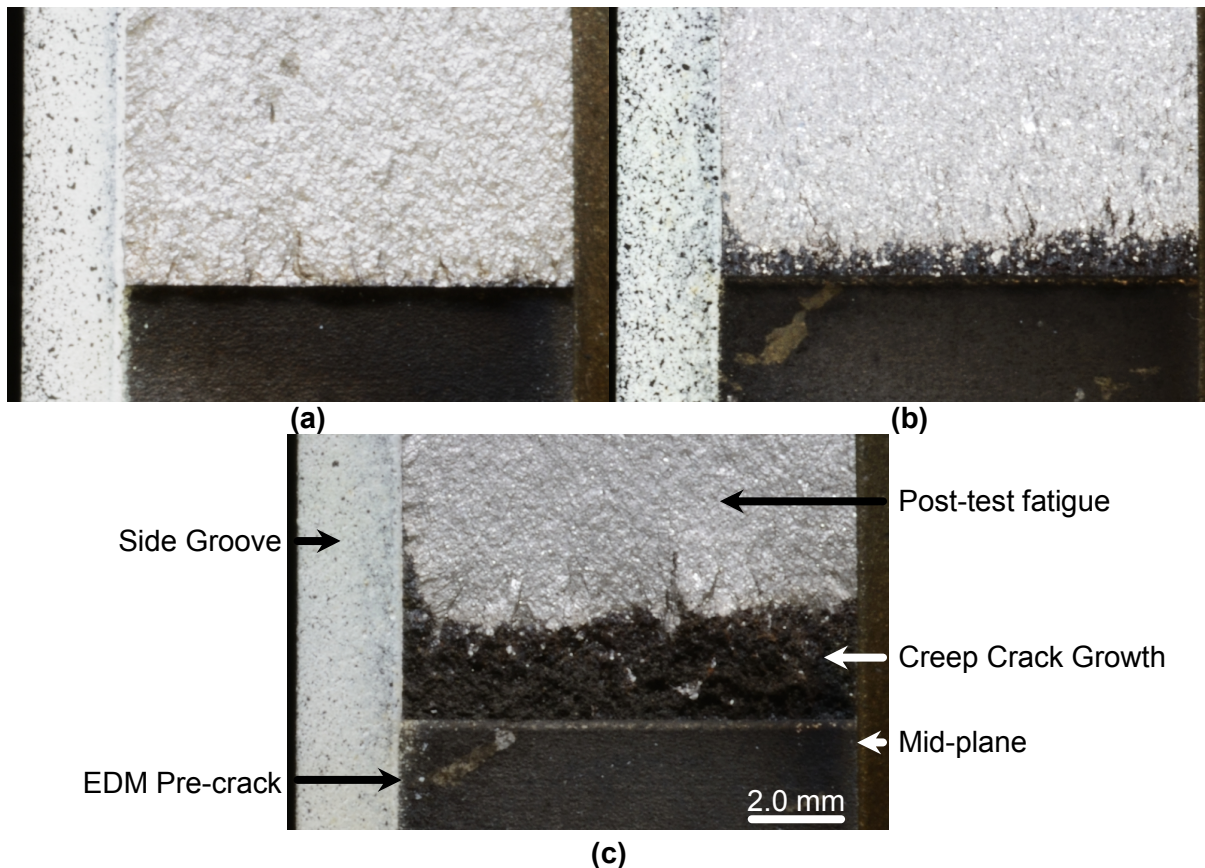 (a)
(b)
Side Groove
Post-test fatigue
Creep Crack Growth
Mid-plane
EDM Pre-crack
2.0 mm
(c)